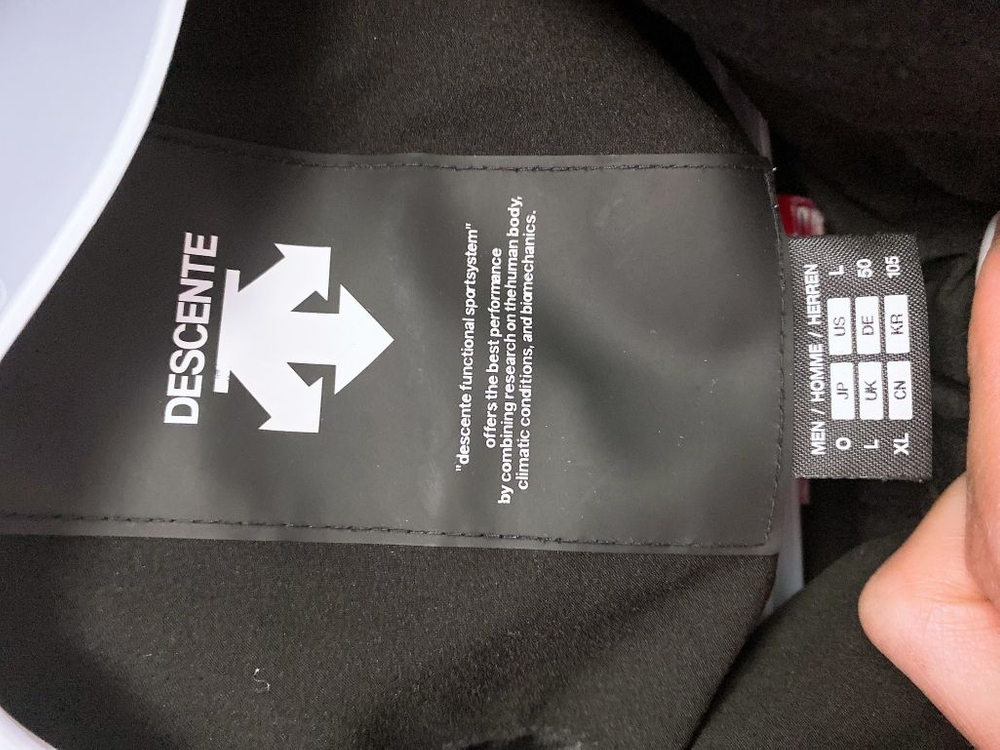 DESCENTE
"descente functional sportsystem"
offers the best performance
by combining research on the human body,
climatic conditions, and biomechanics.
MEN / HOMME / HERREN
O JP US L
L UK DE 50
XL CN KR 105